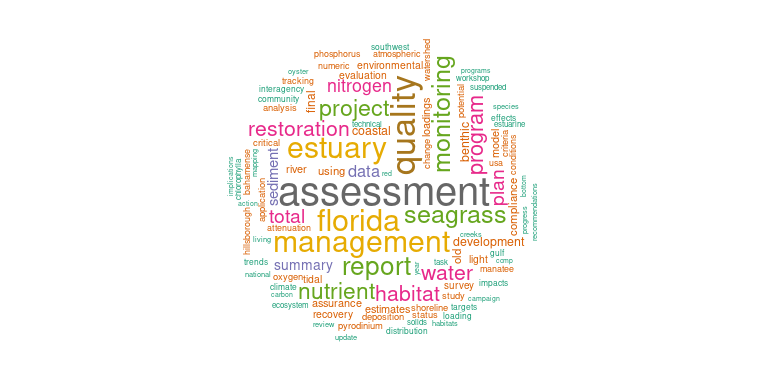 southwest
phosphorus
atmospheric
watershed
numeric
environmental
oyster
evaluation
programs
workshop
tracking
nitrogen
quality
monitoring
interagency
suspended
community
final
project
loadings
potential
species
analysis
technical
effects
restoration
coastal
change
benthic
program
estuarine
critical
estuary
model
criteria
conditions
mapping
implications
chlorophylla
bahamense
sediment
river
using
data
red
usa
plan
action
assessment
compliance
bottom
application
total
florida
seagrass
progress
recommendations
hillsborough
attenuation
creeks
living
management
old
development
trends
summary
report
year
task
light
gulf
comp
national
oxygen
tidal
water
manatee
climate
nutrient
habitat
survey
impacts
carbon
ecosystem
assurance
study
campaign
recovery
estimates
shoreline
targets
deposition
status
loading
review
pyrodinium
solids
habitats
distribution
update